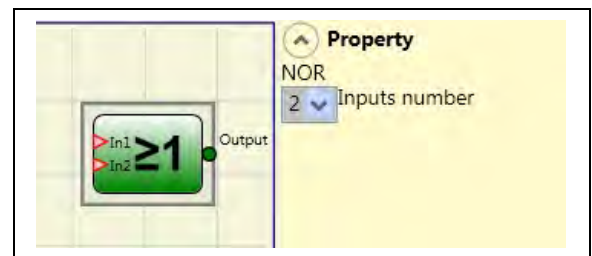 Property
NOR
2 Inputs number
In1
In2
≥1
Output